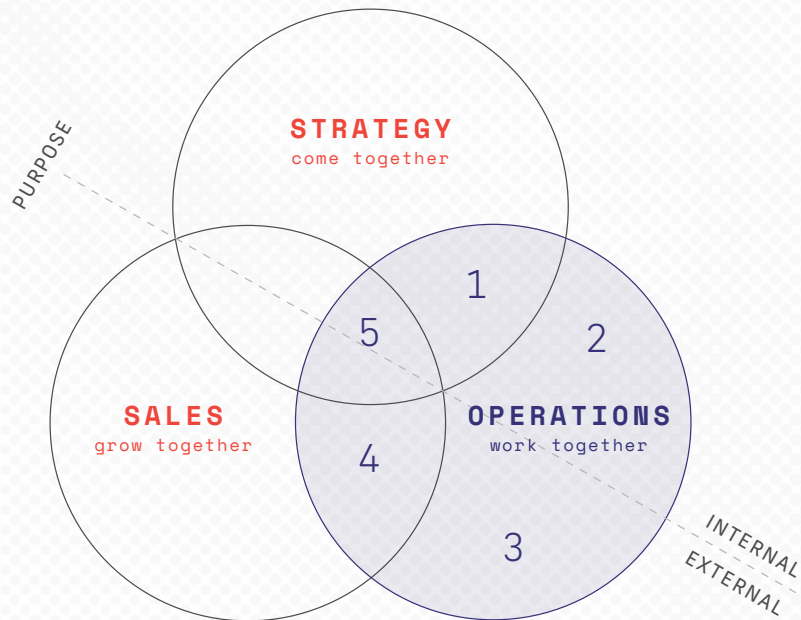 STRATEGY
come together
PURPOSE
1
5
2
SALES
grow together
OPERATIONS
work together
4
3
INTERNAL
EXTERNAL